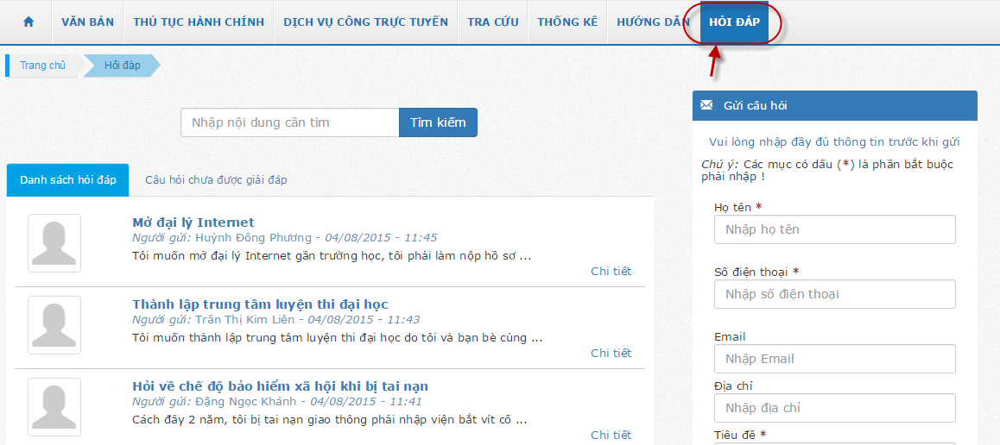 VĂN BẢN THỦ TỤC HÀNH CHÍNH DỊCH VỤ CÔNG TRỰC TUYẾN TRA CỨU THỐNG KÊ HƯỚNG DẪN HỎI ĐÁP
Trang chủ Hỏi đáp
Nhập nội dung cần tìm Tìm kiếm
Danh sách hỏi đáp Câu hỏi chưa được giải đáp
Mở đại lý Internet
Người gửi: Huỳnh Đông Phương - 04/08/2015 - 11:45
Tôi muốn mở đại lý Internet gần trường học, tôi phải làm nộp hồ sơ ...
Chi tiết
Thành lập trung tâm luyện thi đại học
Người gửi: Trần Thị Kim Liên - 04/08/2015 - 11:43
Tôi muốn thành lập trung tâm luyện thi đại học do tôi và bạn bè cùng ...
Chi tiết
Hỏi về chế độ bảo hiểm xã hội khi bị tai nạn
Người gửi: Đặng Ngọc Khánh - 04/08/2015 - 11:41
Cách đây 2 năm, tôi bị tai nạn giao thông phải nhập viện bắt vít cố ...
Chi tiết
Gửi câu hỏi
Vui lòng nhập đầy đủ thông tin trước khi gửi
Chú ý: Các mục có dấu (*) là phần bắt buộc
phải nhập !
Họ tên *
Nhập họ tên
Số điện thoại *
Nhập số điện thoại
Email
Nhập Email
Địa chỉ
Nhập địa chỉ
Tiêu đề *